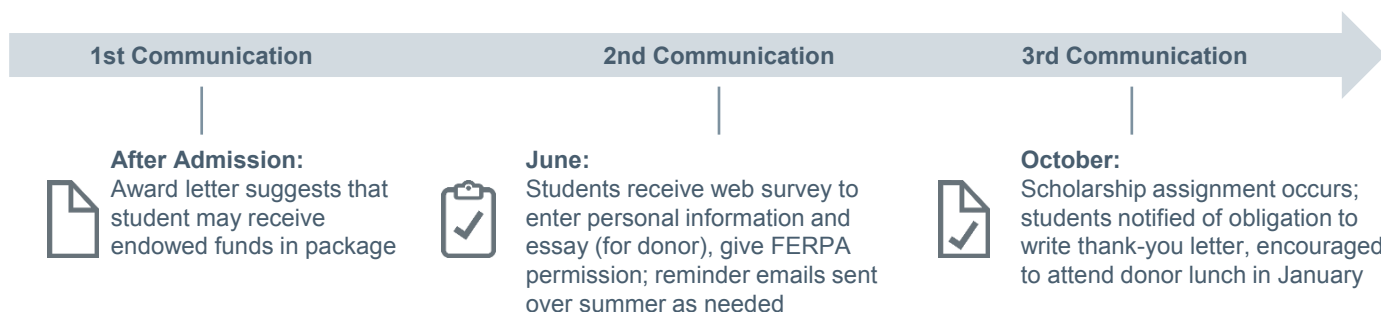 1st Communication
2nd Communication
3rd Communication
After Admission:
Award letter suggests that
student may receive
endowed funds in package
June:
Students receive web survey to
enter personal information and
essay (for donor), give FERPA
permission; reminder emails sent
over summer as needed
October:
Scholarship assignment occurs;
students notified of obligation to
write thank-you letter, encouraged
to attend donor lunch in January